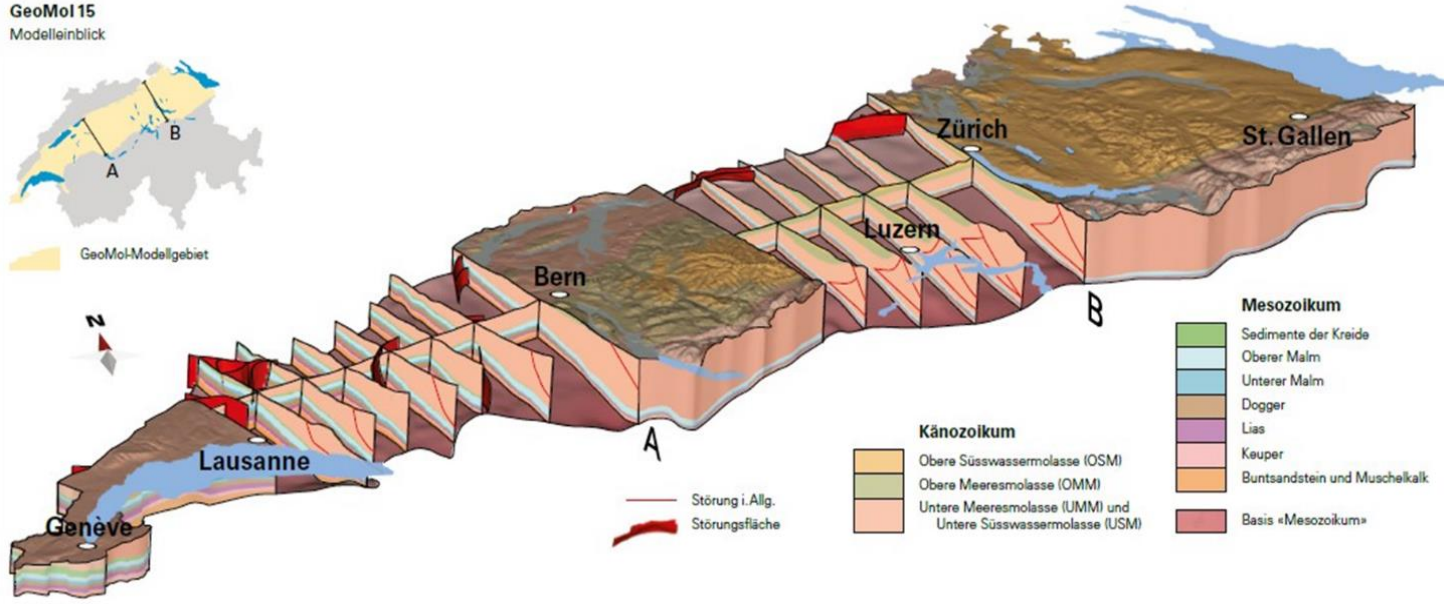 GeoMol 15
Modelleinblick
A
B
GeoMol-Modellgebiet
N
Zürich
St. Gallen
Luzern
Bern
Lausanne
Genève
A
B
Störung i. Allg.
Störungsfläche
Känozoikum
Obere Süsswassermolasse (OSM)
Obere Meeresmolasse (OMM)
Untere Meeresmolasse (UMM) und
Untere Süsswassermolasse (USM)
Mesozoikum
Sedimente der Kreide
Oberer Malm
Unterer Malm
Dogger
Lias
Keuper
Buntsandstein und Muschelkalk
Basis «Mesozoikum»